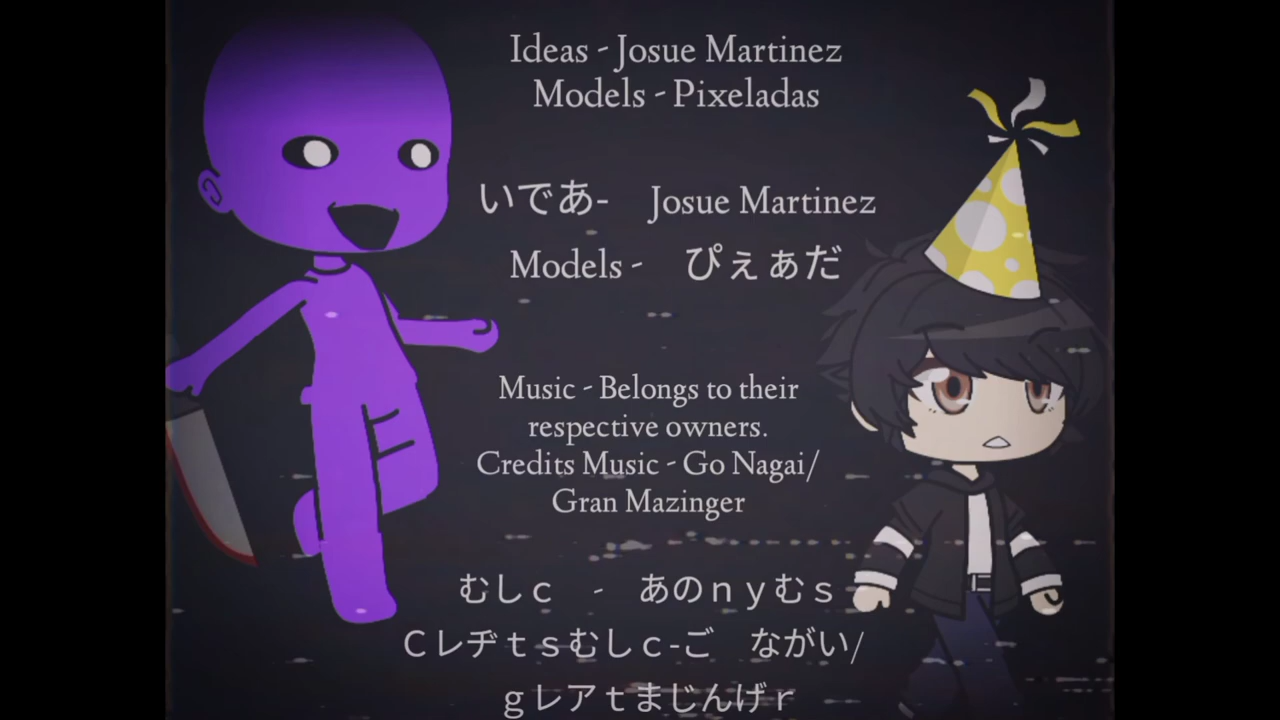 Ideas - Josue Martinez
Models - Pixeladas
いであ-　Josue Martinez
Models -　ぴぇぁだ
Music - Belongs to their
respective owners.
Credits Music - Go Nagai/
Gran Mazinger
むしｃ　-　あのｎｙむｓ
Ｃレヂｔｓむしｃ-ご　ながい/
ｇレアｔまじんげｒ